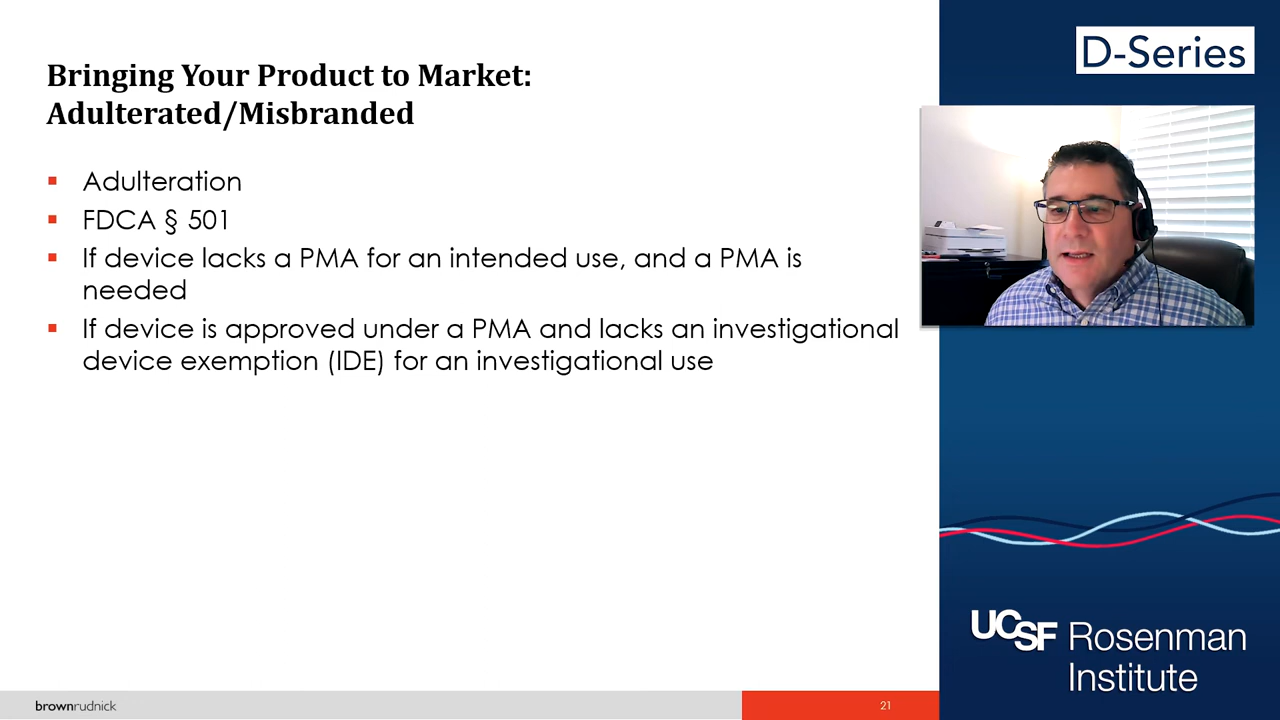 Bringing Your Product to Market:
Adulterated/Misbranded
▪ Adulteration
▪ FDCA § 501
▪ If device lacks a PMA for an intended use, and a PMA is
needed
▪ If device is approved under a PMA and lacks an investigational
device exemption (IDE) for an investigational use
brownrudnick
21
D-Series
UCSF Rosenman
Institute